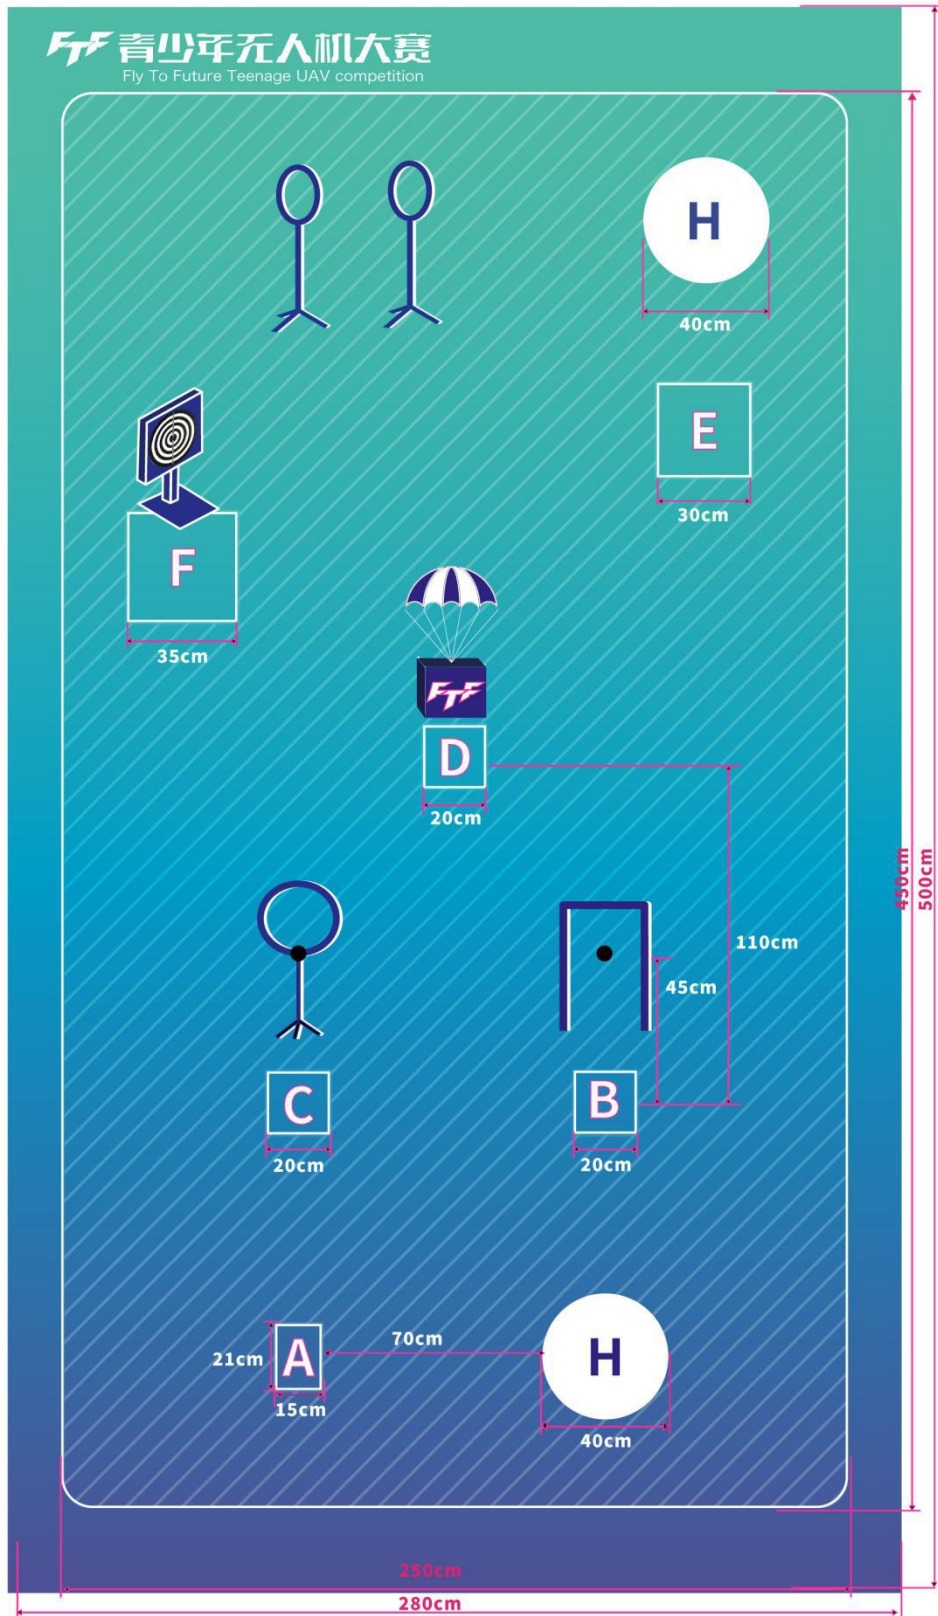 FTF 青少年无人机大赛
Fly To Future Teenage UAV competition
H
40cm
E
30cm
F
35cm
FTF
D
20cm
450cm
500cm
110cm
45cm
C
20cm
B
20cm
70cm
21cm
A
H
15cm
40cm
250cm
280cm